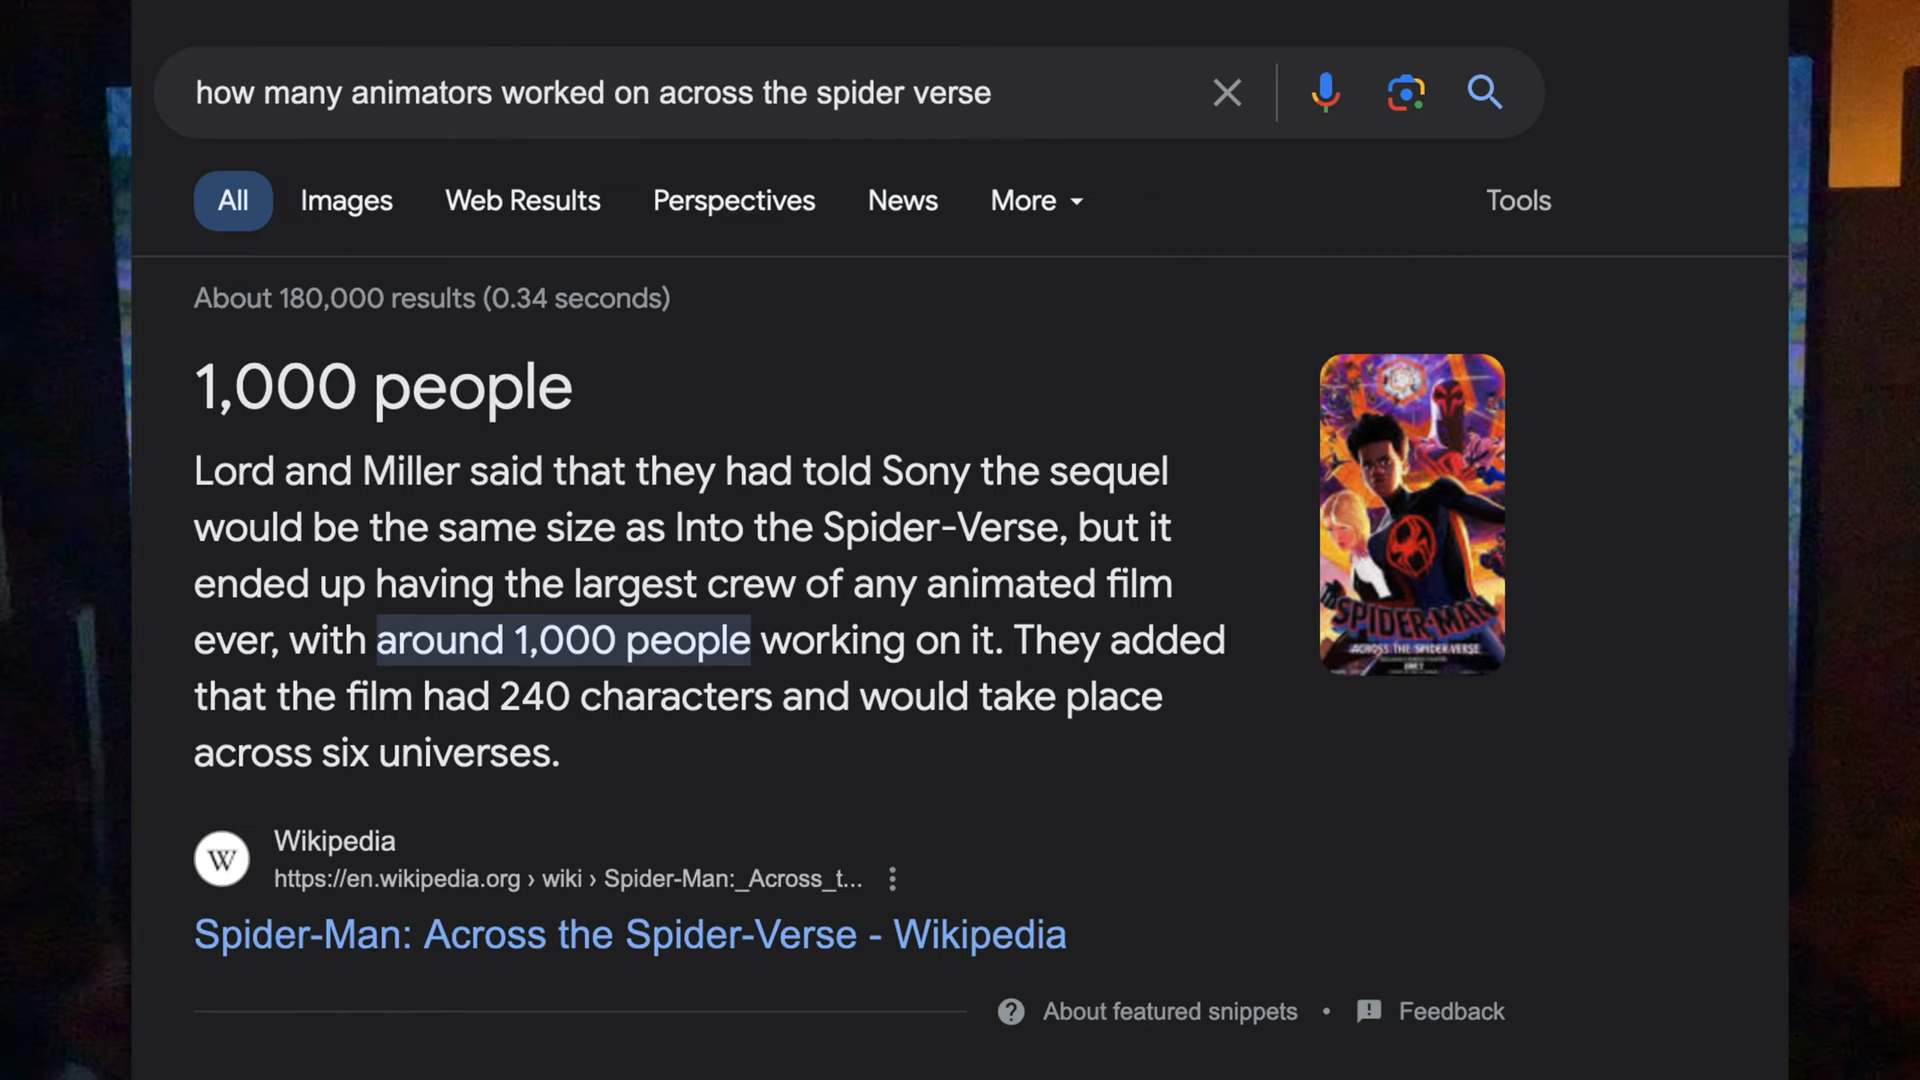 how many animators worked on across the spider verse
All Images Web Results Perspectives News More Tools
About 180,000 results (0.34 seconds)
1,000 people
Lord and Miller said that they had told Sony the sequel
would be the same size as Into the Spider-Verse, but it
ended up having the largest crew of any animated film
ever, with around 1,000 people working on it. They added
that the film had 240 characters and would take place
across six universes.
SPIDER-MAN
ACROSS THE SPIDER-VERSE
W
Wikipedia
https://en.wikipedia.org › wiki › Spider-Man:_Across_t...
Spider-Man: Across the Spider-Verse - Wikipedia
About featured snippets • Feedback